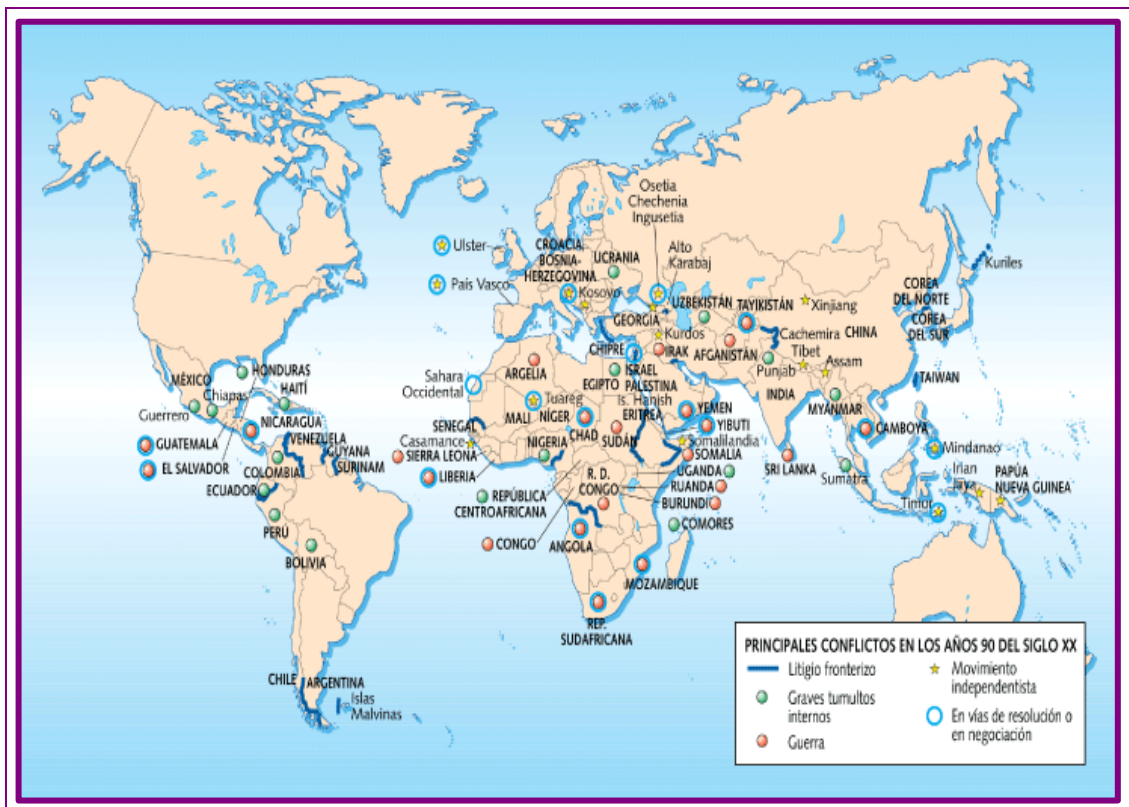 Osetia
Chechenia
Ingusetia
Ulster
País Vasco
CROACIA
BOSNIA-
HERZEGOVINA
UCRANIA
Alto
Karabaj
Kosovo
GEORGIA
UZBEKISTÁN
TAYIKISTÁN
Xinjiang
Kuriles
COREA
DEL NORTE
COREA
DEL SUR
Kurdos
CHIPRE
IRAK
AFGANISTÁN
Cachemira
CHINA
Tibet
Assam
Punjab
INDIA
TAIWAN
MYANMAR
ARGELIA
EGIPTO
ISRAEL
PALESTINA
Is. Hanish
ERITREA
YEMEN
YIBUTI
Somalilandia
SOMALIA
Sahara
Occidental
Tuareg
MALI
NÍGER
CHAD
SUDÁN
SENEGAL
Casamance
SIERRA LEONA
NIGERIA
LIBERIA
REPÚBLICA
CENTROAFRICANA
R. D.
CONGO
UGANDA
RUANDA
BURUNDI
CONGO
ANGOLA
COMORES
MOZAMBIQUE
REP.
SUDAFRICANA
SRI LANKA
CAMBOYA
Mindanao
Sumatra
Irian
Jaya
PAPÚA
NUEVA GUINEA
Timor
MÉXICO
Chiapas
Guerrero
HONDURAS
HAITÍ
NICARAGUA
GUATEMALA
EL SALVADOR
VENEZUELA
GUYANA
SURINAM
COLOMBIA
ECUADOR
PERÚ
BOLIVIA
CHILE
ARGENTINA
Islas
Malvinas
PRINCIPALES CONFLICTOS EN LOS AÑOS 90 DEL SIGLO XX
Litigio fronterizo
Graves tumultos
internos
Guerra
Movimiento
independentista
En vías de resolución o
en negociación